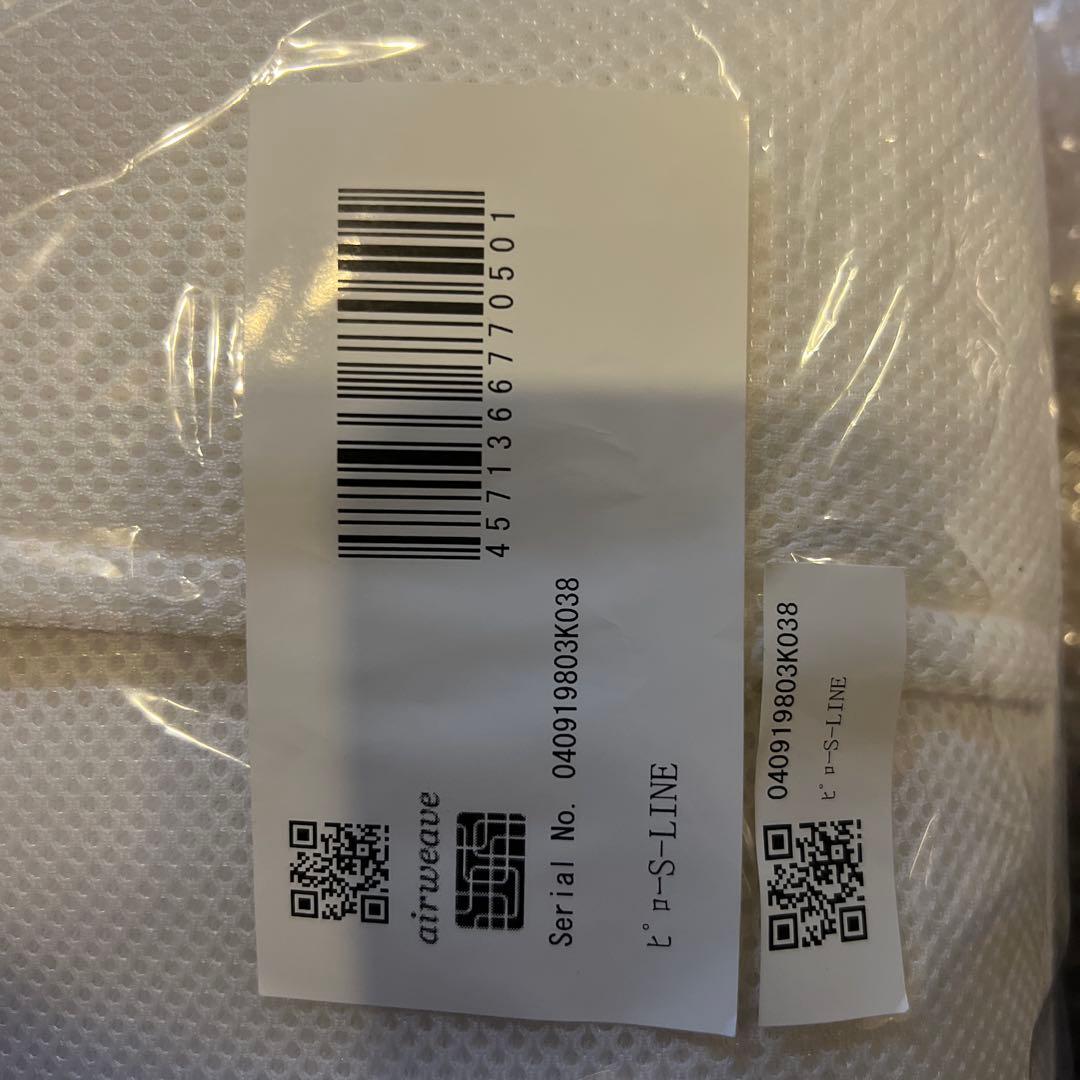 4571366770501
airweave
Serial No. 040919803K038
ﾋﾟﾛｰS-LINE
040919803K038
ﾋﾟﾛｰS-LINE